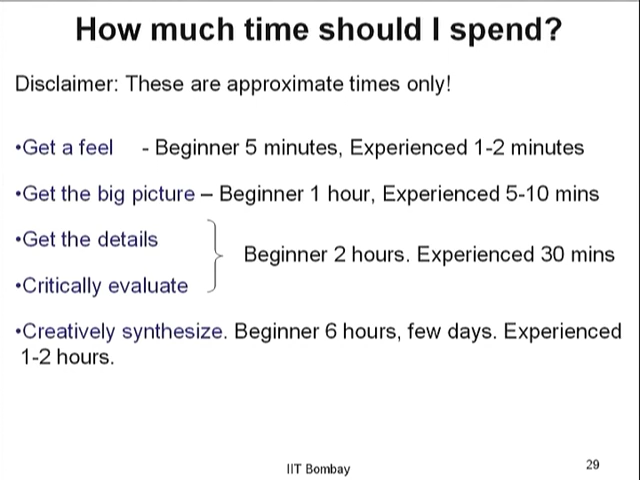 How much time should I spend?
Disclaimer: These are approximate times only!
•Get a feel - Beginner 5 minutes, Experienced 1-2 minutes
•Get the big picture – Beginner 1 hour, Experienced 5-10 mins
•Get the details
Beginner 2 hours. Experienced 30 mins
•Critically evaluate
•Creatively synthesize. Beginner 6 hours, few days. Experienced
1-2 hours.
IIT Bombay
29